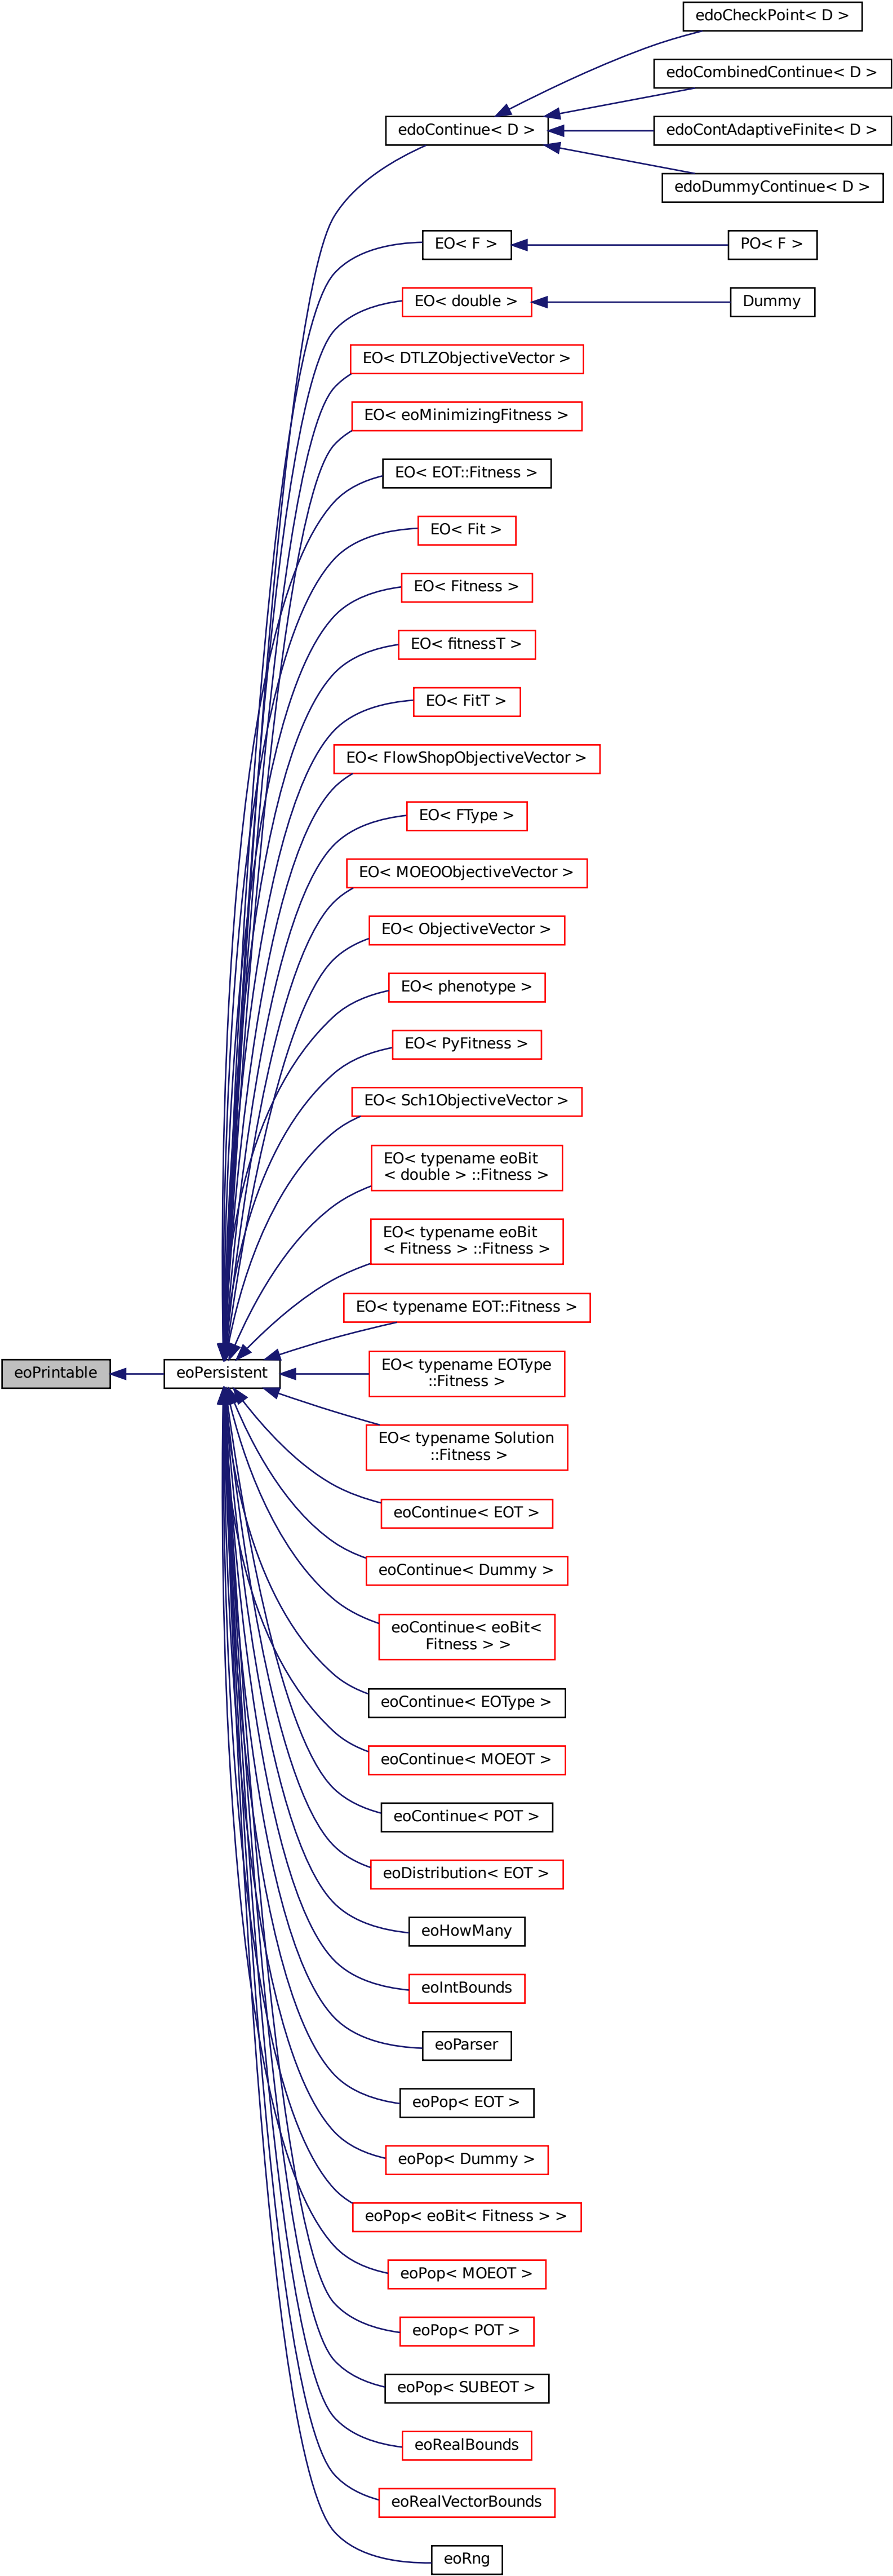 edoCheckPoint< D >
edoCombinedContinue< D >
edoContinue< D >
edoContAdaptiveFinite< D >
edoDummyContinue< D >
EO< F >
PO< F >
EO< double >
Dummy
EO< DTLZObjectiveVector >
EO< eoMinimizingFitness >
EO< EOT::Fitness >
EO< Fit >
EO< Fitness >
EO< fitnessT >
EO< FitT >
EO< FlowShopObjectiveVector >
EO< FType >
EO< MOEOObjectiveVector >
EO< ObjectiveVector >
EO< phenotype >
EO< PyFitness >
EO< Sch1ObjectiveVector >
EO< typename eoBit
< double > ::Fitness >
EO< typename eoBit
< Fitness > ::Fitness >
EO< typename EOT::Fitness >
eoPrintable
eoPersistent
EO< typename EOType
::Fitness >
EO< typename Solution
::Fitness >
eoContinue< EOT >
eoContinue< Dummy >
eoContinue< eoBit<
Fitness > >
eoContinue< EOType >
eoContinue< MOEOT >
eoContinue< POT >
eoDistribution< EOT >
eoHowMany
eoIntBounds
eoParser
eoPop< EOT >
eoPop< Dummy >
eoPop< eoBit< Fitness > >
eoPop< MOEOT >
eoPop< POT >
eoPop< SUBEOT >
eoRealBounds
eoRealVectorBounds
eoRng